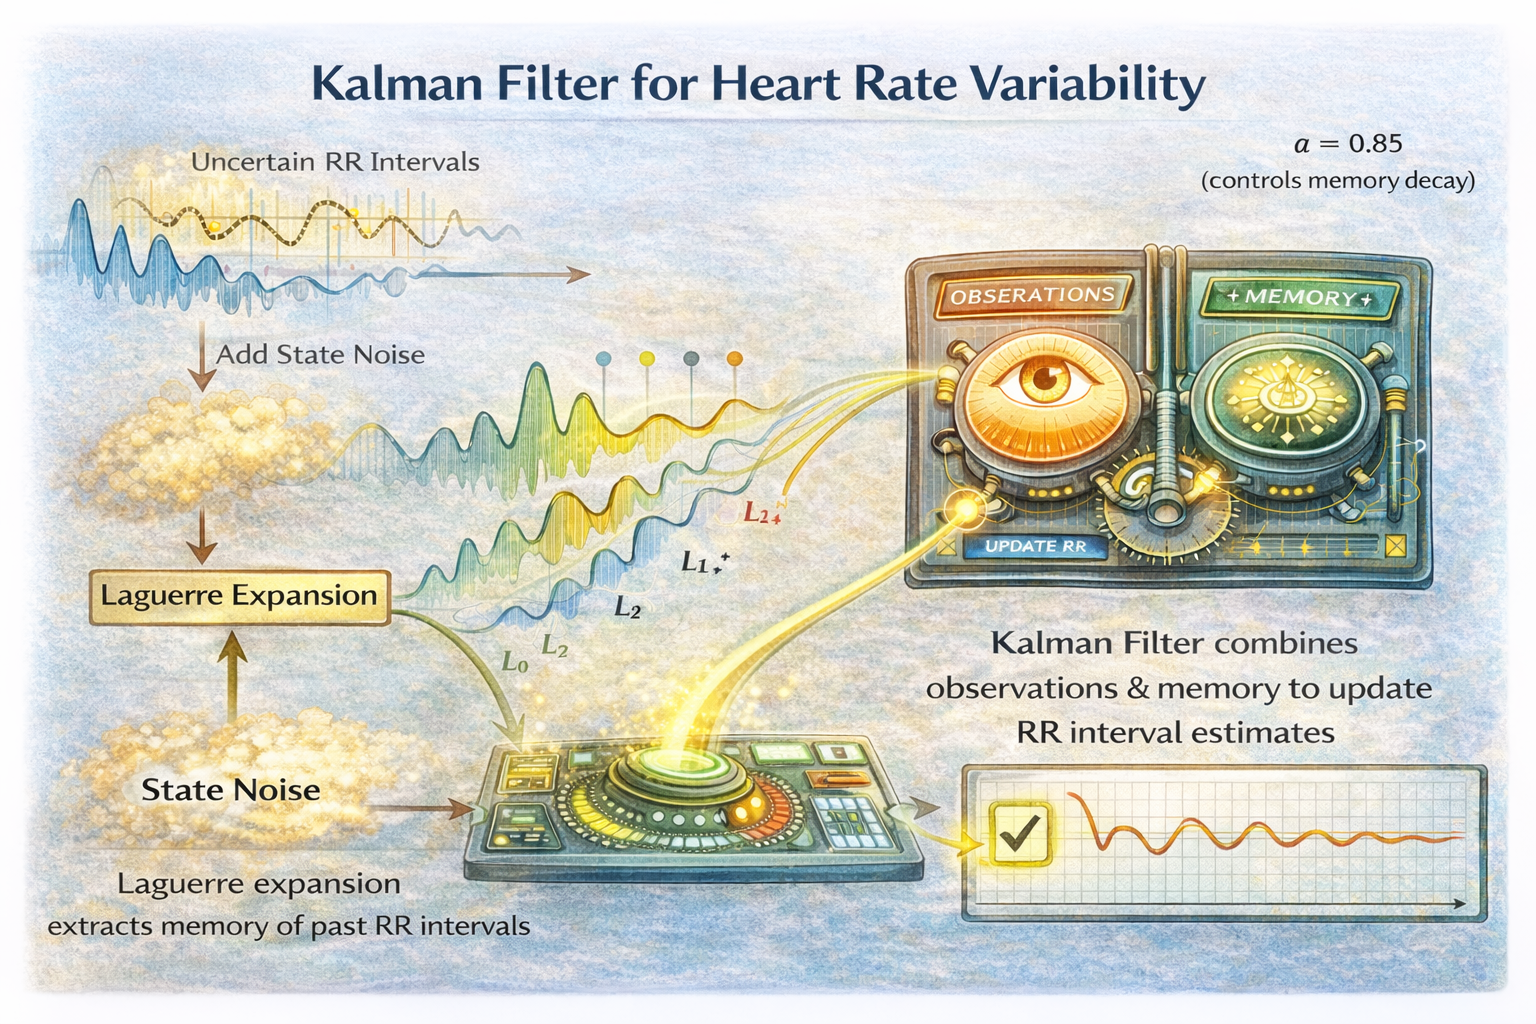 Kalman Filter for Heart Rate Variability
a = 0.85
(controls memory decay)
Uncertain RR Intervals
Add State Noise
OBSERATIONS
MEMORY
UPDATE RR
L₂₊
L₁
L₂
L₂
L₀
Laguerre Expansion
State Noise
Laguerre expansion
extracts memory of past RR intervals
Kalman Filter combines
observations & memory to update
RR interval estimates